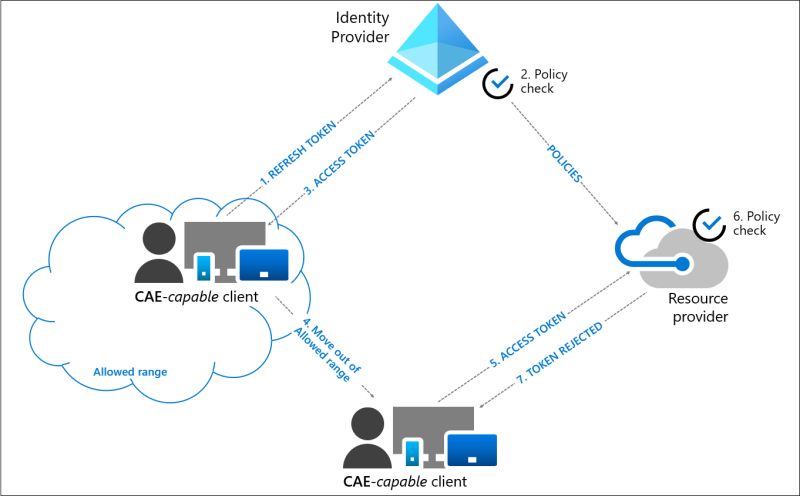 Identity
Provider
2. Policy
check
1. REFRESH TOKEN
3. ACCESS TOKEN
POLICIES
6. Policy
check
CAE-capable client
Resource
provider
4. Move out of
Allowed range
5. ACCESS TOKEN
7. TOKEN REJECTED
Allowed range
CAE-capable client